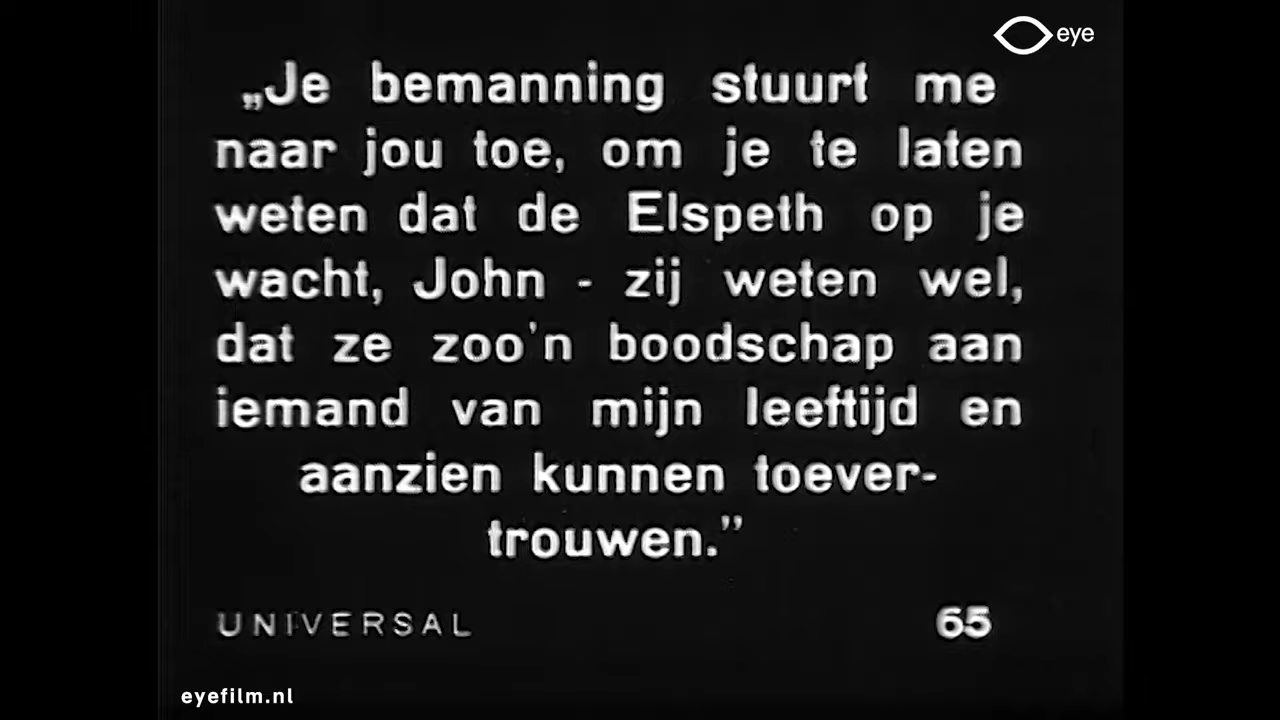 eye
„Je bemanning stuurt me
naar jou toe, om je te laten
weten dat de Elspeth op je
wacht, John - zij weten wel,
dat ze zoo'n boodschap aan
iemand van mijn leeftijd en
aanzien kunnen toever-
trouwen.”
UNIVERSAL 65
eyefilm.nl